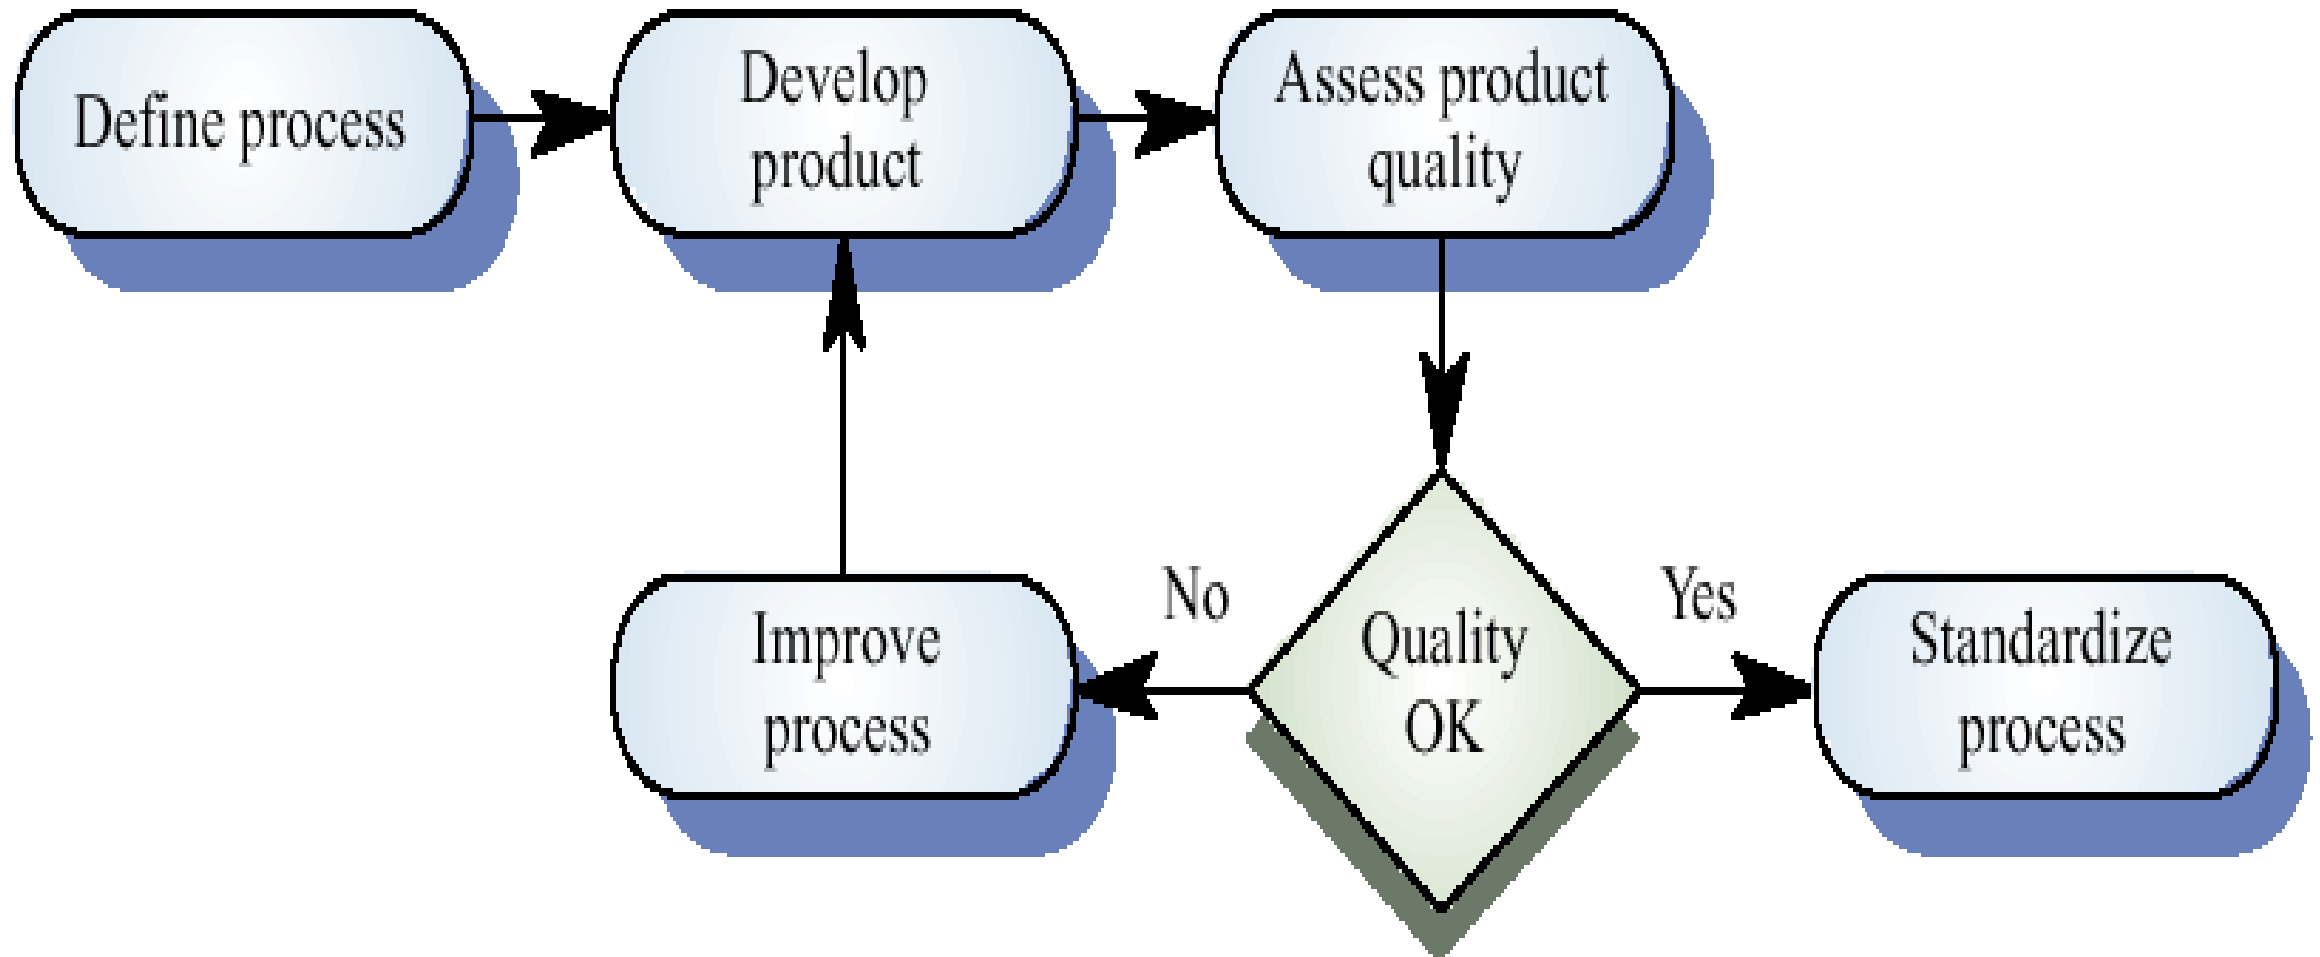 Define process
Develop
product
Assess product
quality
No
Yes
Improve
process
Quality
OK
Standardize
process